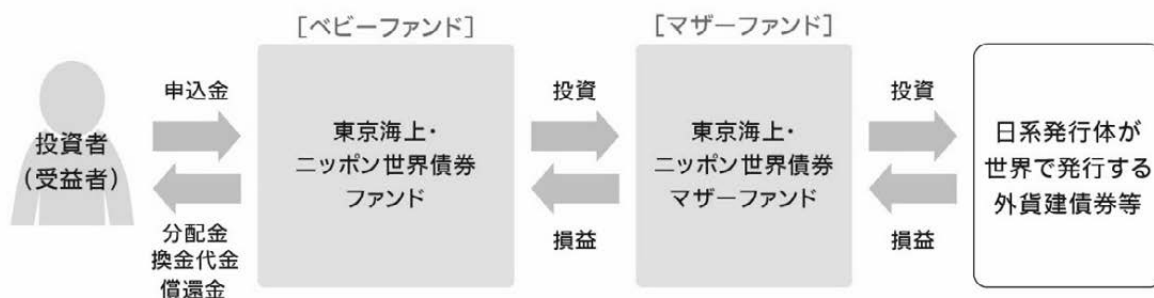 [ベビーファンド]
[マザーファンド]
投資者
(受益者)
申込金
分配金
換金代金
償還金
東京海上・
ニッポン世界債券
ファンド
投資
損益
東京海上・
ニッポン世界債券
マザーファンド
投資
損益
日系発行体が
世界で発行する
外貨建債券等